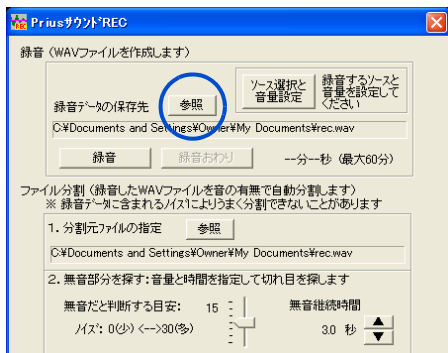 PriusｻｳﾝﾄﾞREC
録音（WAVファイルを作成します）
録音ﾃﾞｰﾀの保存先
参照
ソース選択と
音量設定
録音するソースと
音量を設定して
ください
C:¥Documents and Settings¥Owner¥My Documents¥rec.wav
録音
録音おわり
--分--秒（最大60分）
ファイル分割（録音したWAVファイルを音の有無で自動分割します）
※ 録音ﾃﾞｰﾀに含まれるﾉｲｽﾞによりうまく分割できないことがあります
1. 分割元ﾌｧｲﾙの指定
参照
C:¥Documents and Settings¥Owner¥My Documents¥rec.wav
2. 無音部分を探す：音量と時間を指定して切れ目を探します
無音だと判断する目安: 15
無音継続時間
ﾉｲｽﾞ: 0(少) <-->30(多)
3.0 秒